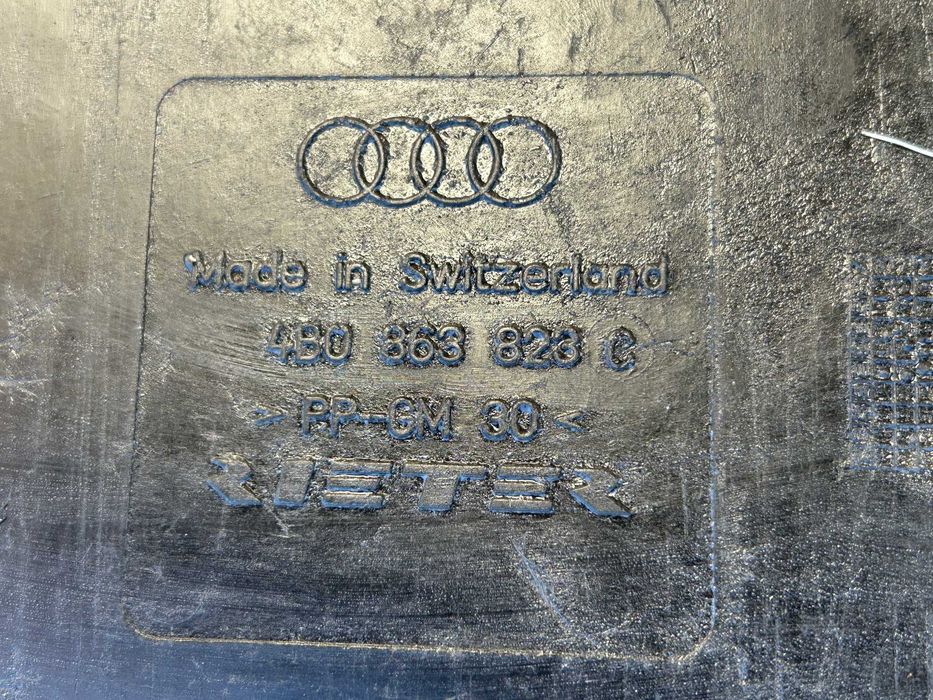 Made in Switzerland
4B0 863 823 C
> PP-GM 30 <
RIETER